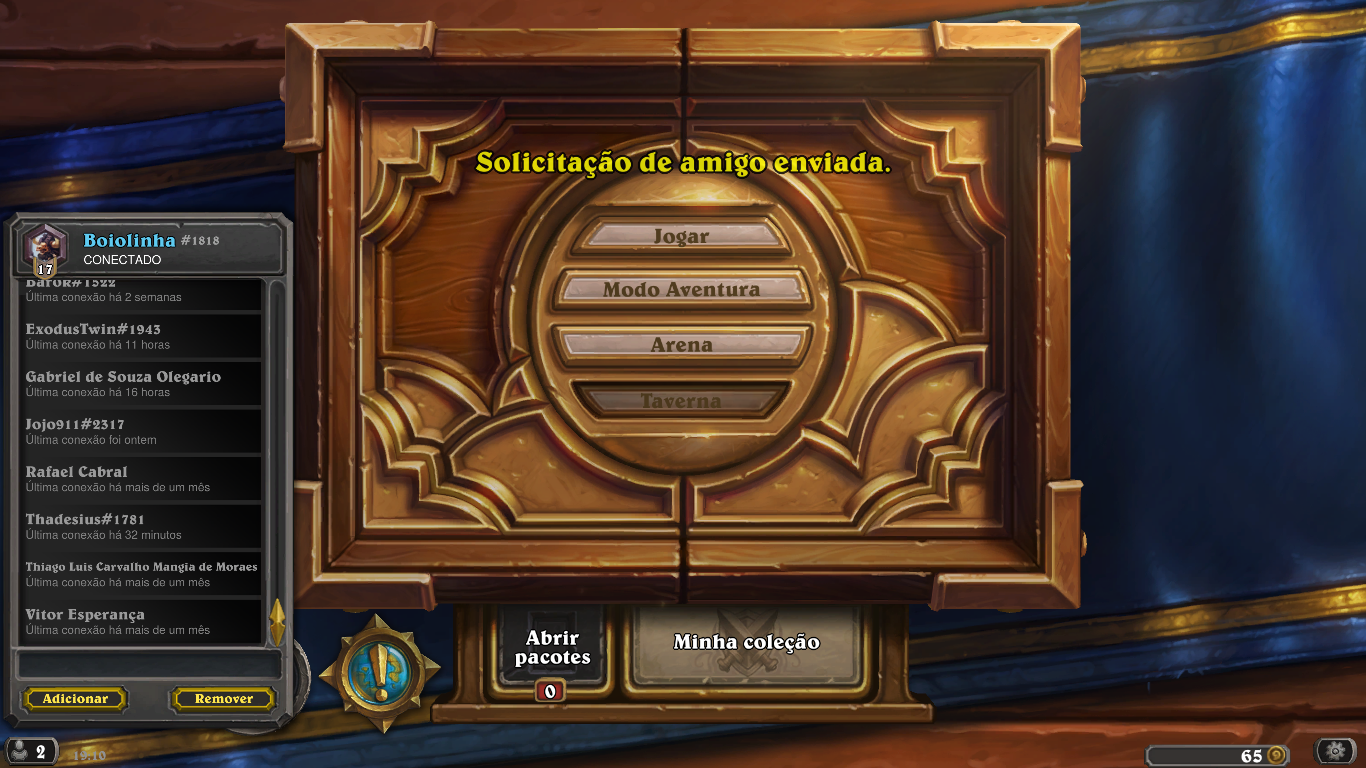 Solicitação de amigo enviada.
Jogar
Modo Aventura
Arena
Taverna
Boiolinha #1818
CONECTADO
17
Barok#1522
Última conexão há 2 semanas
ExodusTwin#1943
Última conexão há 11 horas
Gabriel de Souza Olegario
Última conexão há 16 horas
Jojo911#2317
Última conexão foi ontem
Rafael Cabral
Última conexão há mais de um mês
Thadesius#1781
Última conexão há 32 minutos
Thiago Luis Carvalho Mangia de Moraes
Última conexão há mais de um mês
Vitor Esperança
Última conexão há mais de um mês
Adicionar
Remover
Abrir
pacotes
0
Minha coleção
2
19:10
65